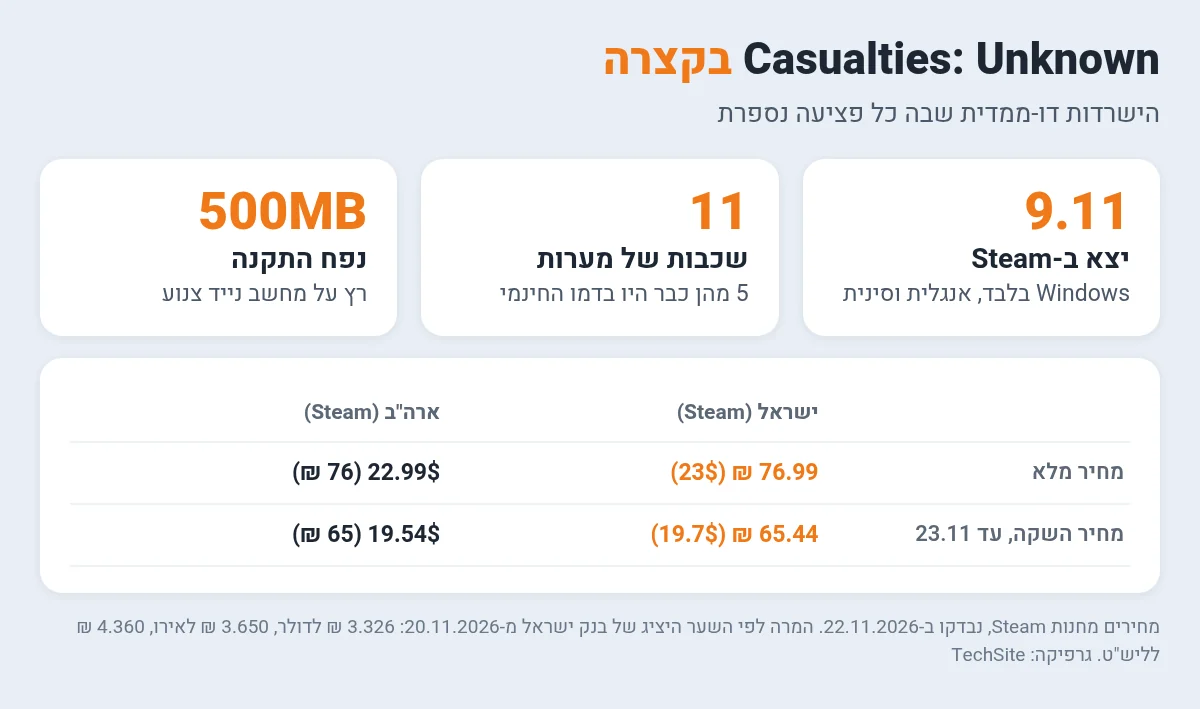 Casualties: Unknown בקצרה
הישרדות דו-ממדית שבה כל פציעה נספרת
9.11
יצא ב-Steam
Windows בלבד, אנגלית וסינית
11
שכבות של מערות
5 מהן כבר היו בדמו החינמי
500MB
נפח התקנה
רץ על מחשב נייד צנוע
ישראל (Steam) ארה"ב (Steam)
מחיר מלא 76.99 ₪ (23$) 22.99$ (76 ₪)
מחיר השקה, עד 23.11 65.44 ₪ (19.7$) 19.54$ (65 ₪)
מחירים מחנות Steam, נבדקו ב-22.11.2026. המרה לפי השער היציג של בנק ישראל מ-20.11.2026: 3.326 ₪ לדולר, 3.650 ₪ לאירו, 4.360 ₪
לליש"ט. גרפיקה: TechSite